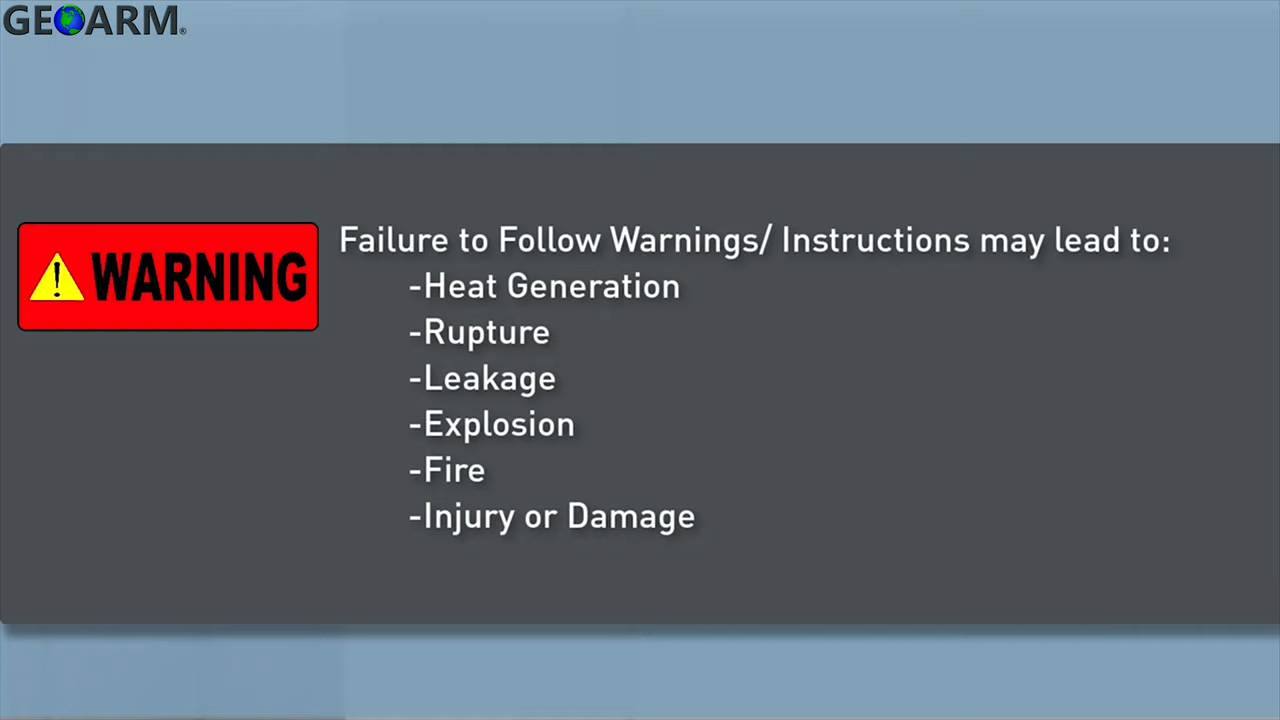 GEOARM®
Failure to Follow Warnings/ Instructions may lead to:
WARNING
-Heat Generation
-Rupture
-Leakage
-Explosion
-Fire
-Injury or Damage